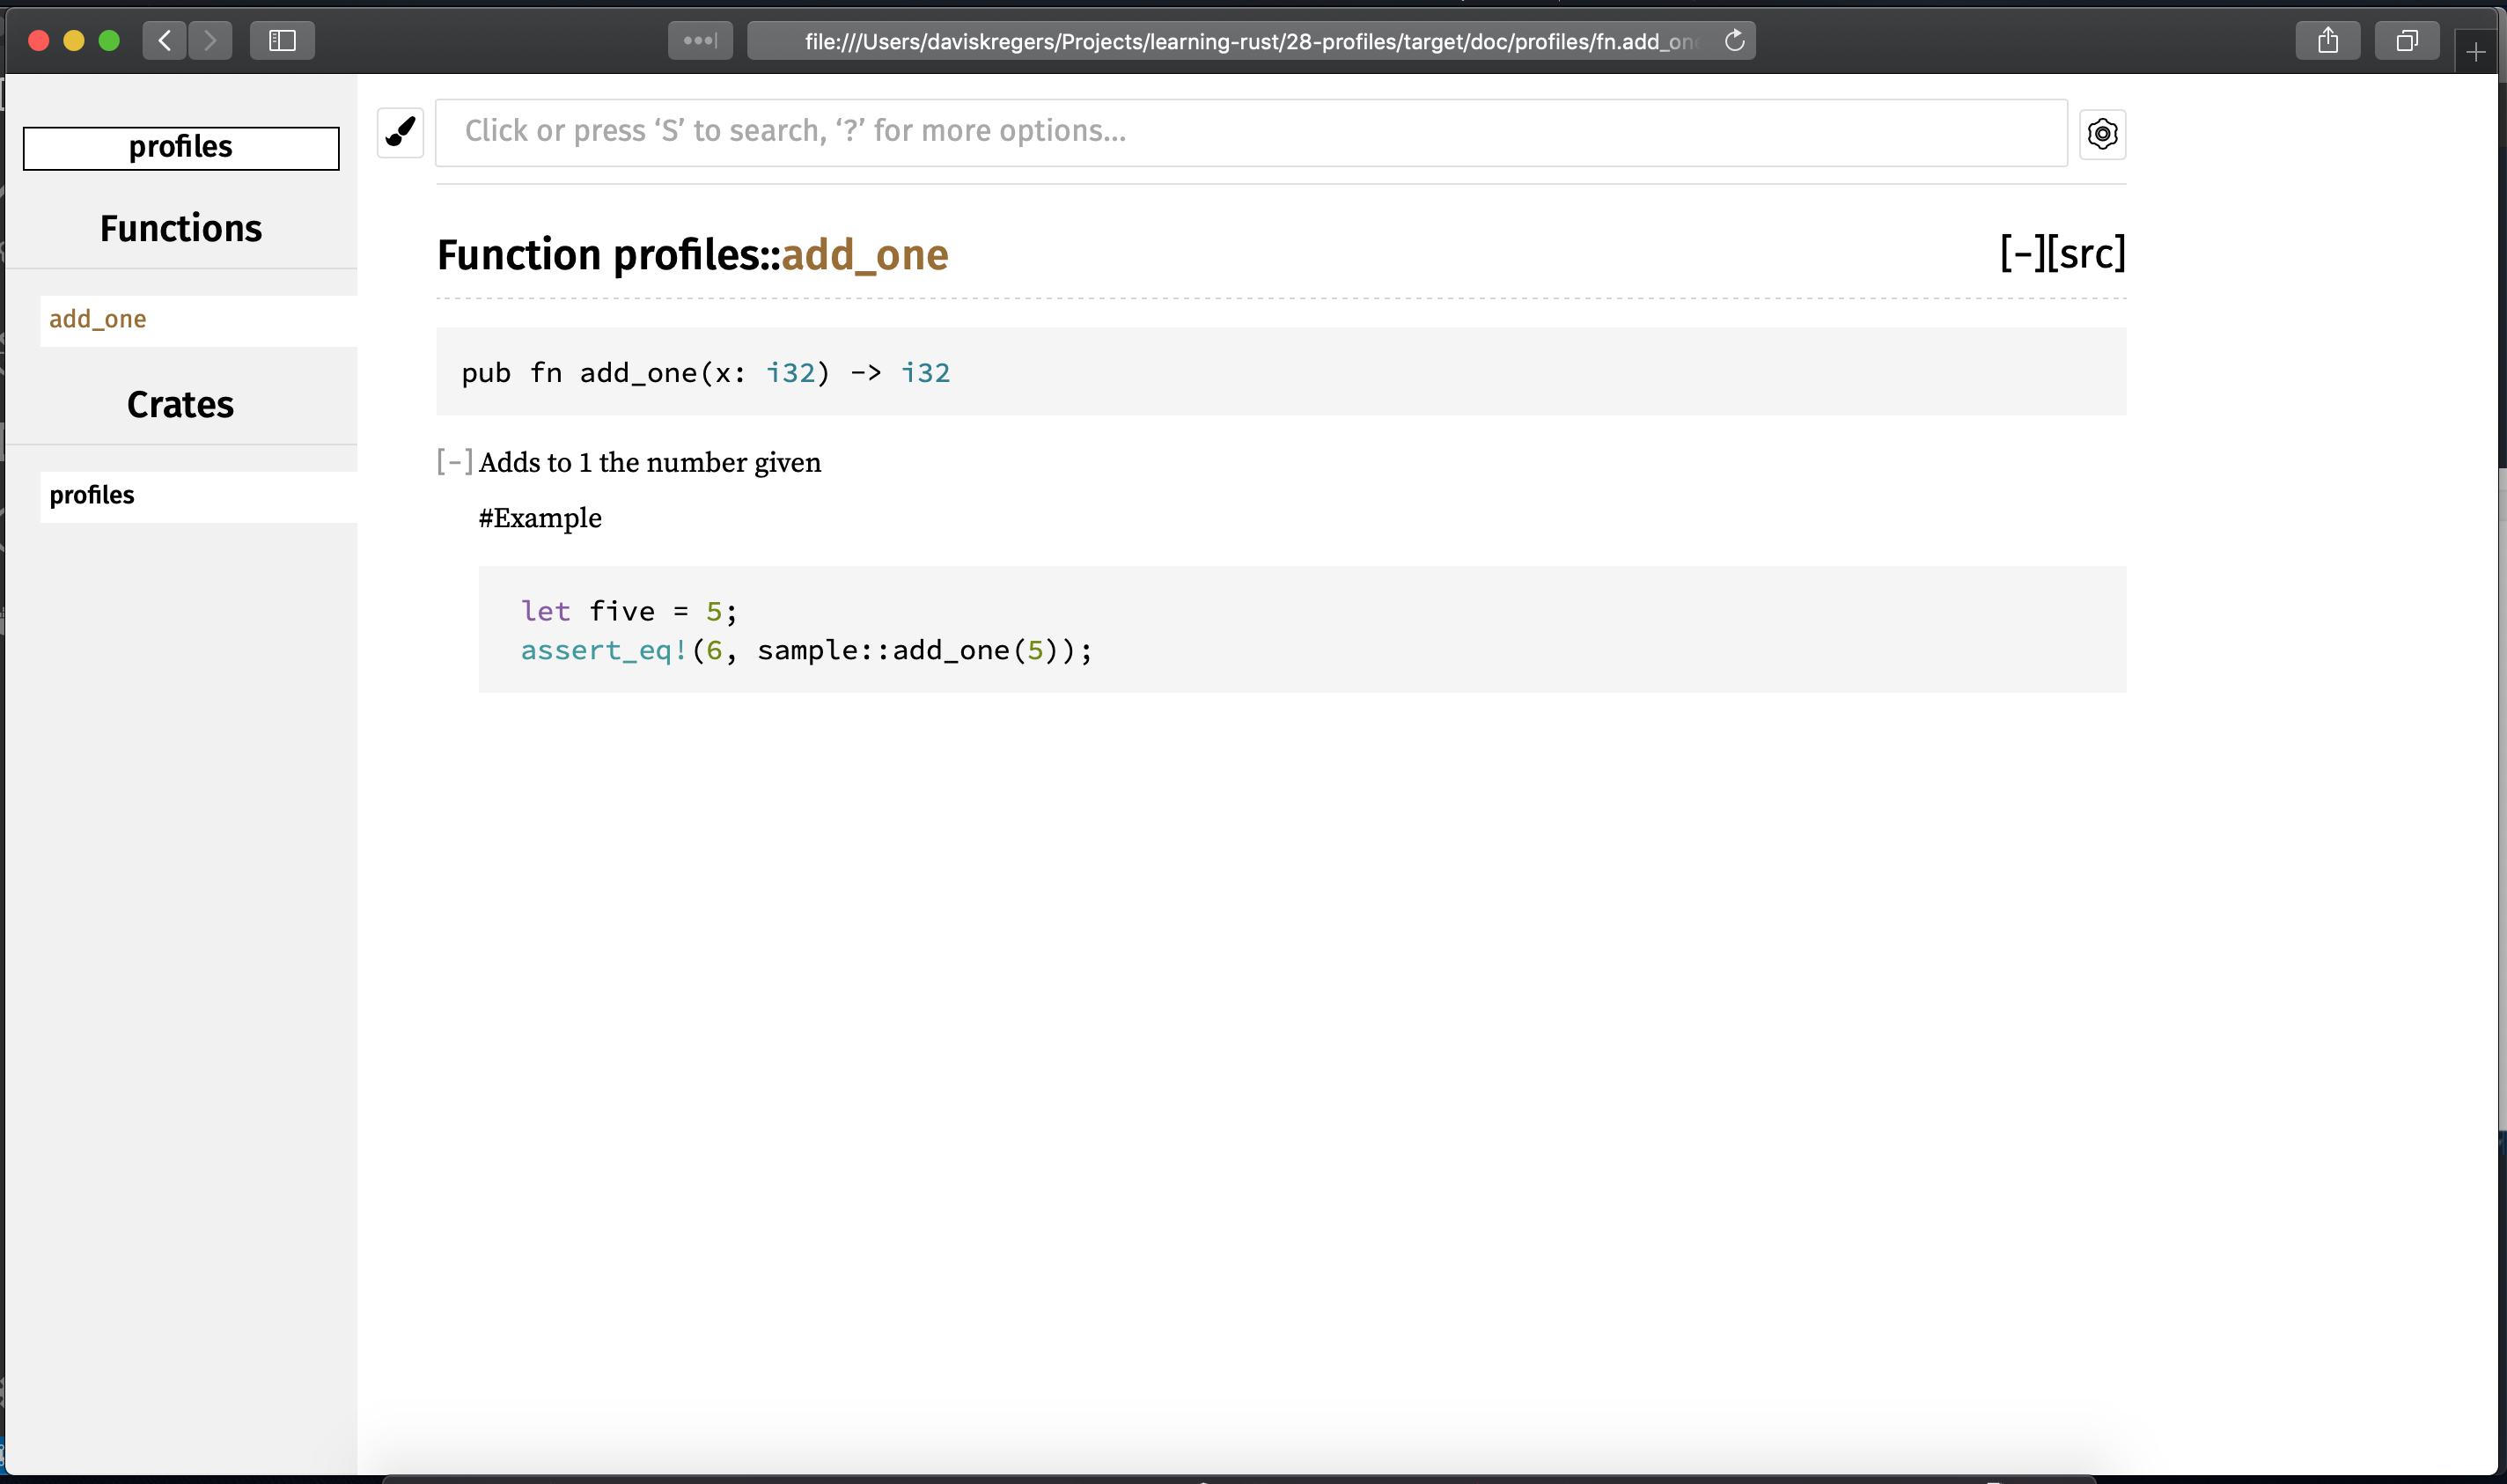 file:///Users/daviskregers/Projects/learning-rust/28-profiles/target/doc/profiles/fn.add_one
profiles
Functions
add_one
Crates
profiles
Click or press ‘S’ to search, ‘?’ for more options...
Function profiles::add_one
[-][src]
pub fn add_one(x: i32) -> i32
[-] Adds to 1 the number given
#Example
let five = 5;
assert_eq!(6, sample::add_one(5));